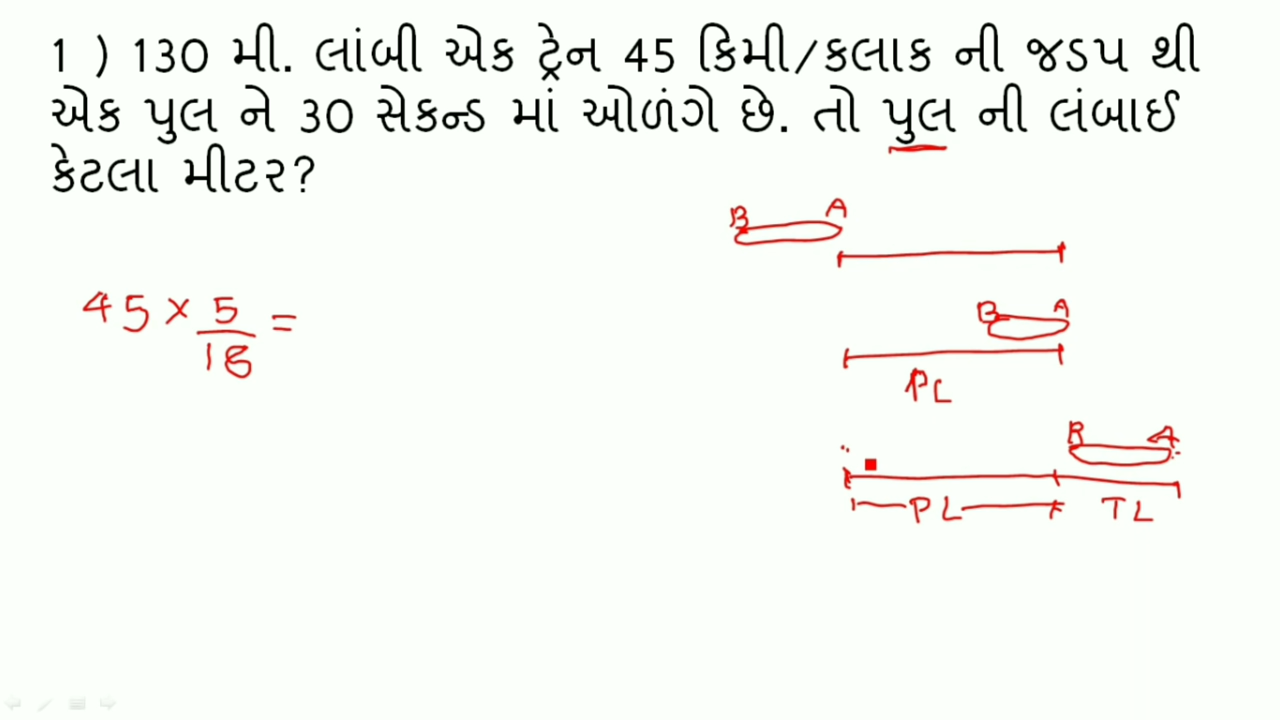 1 ) 130 મી. લાંબી એક ટ્રેન 45 કિમી/કલાક ની જડપ થી
એક પુલ ને 30 સેકન્ડ માં ઓળંગે છે. તો પુલ ની લંબાઈ
કેટલા મીટર?
B A
45 × 5/18 =
B A
PL
B A
PL TL